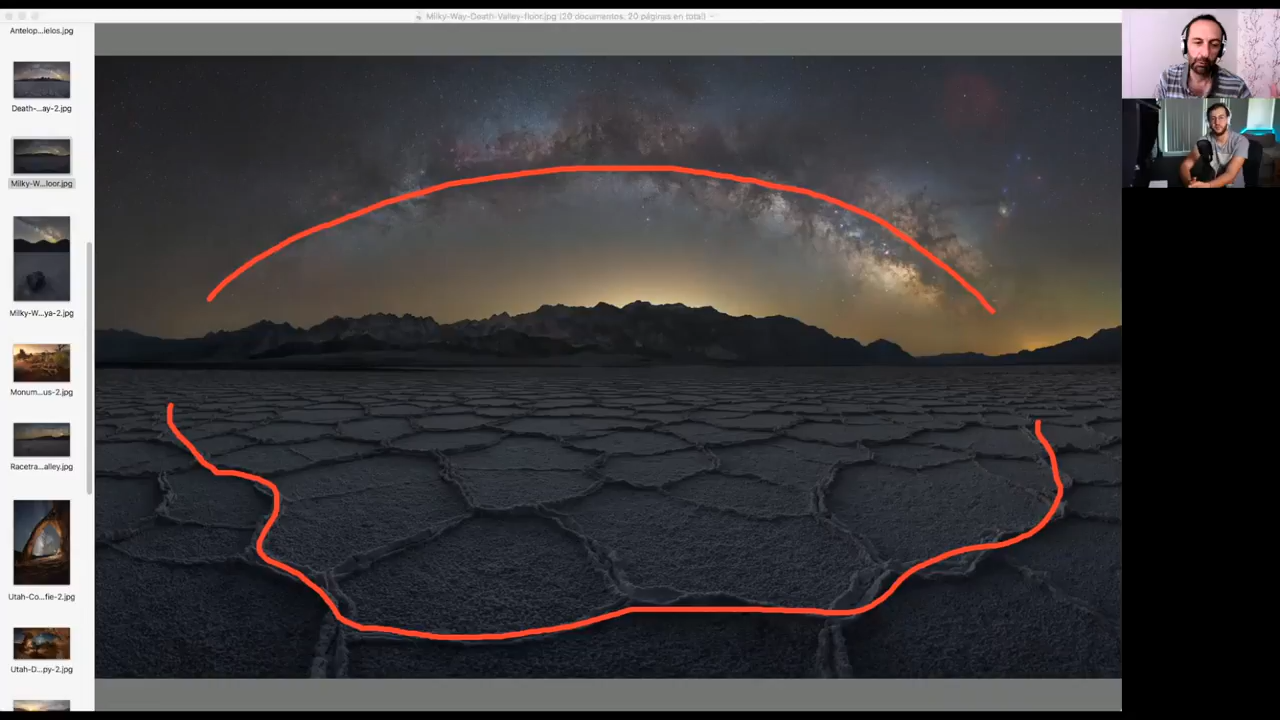 Milky-Way-Death-Valley-floor.jpg (20 documentos, 20 páginas en total)
Antelop...ielos.jpg
Death-...ay-2.jpg
Milky-W...loor.jpg
Milky-W...ya-2.jpg
Monum...us-2.jpg
Racetra...alley.jpg
Utah-Co...fie-2.jpg
Utah-D...py-2.jpg